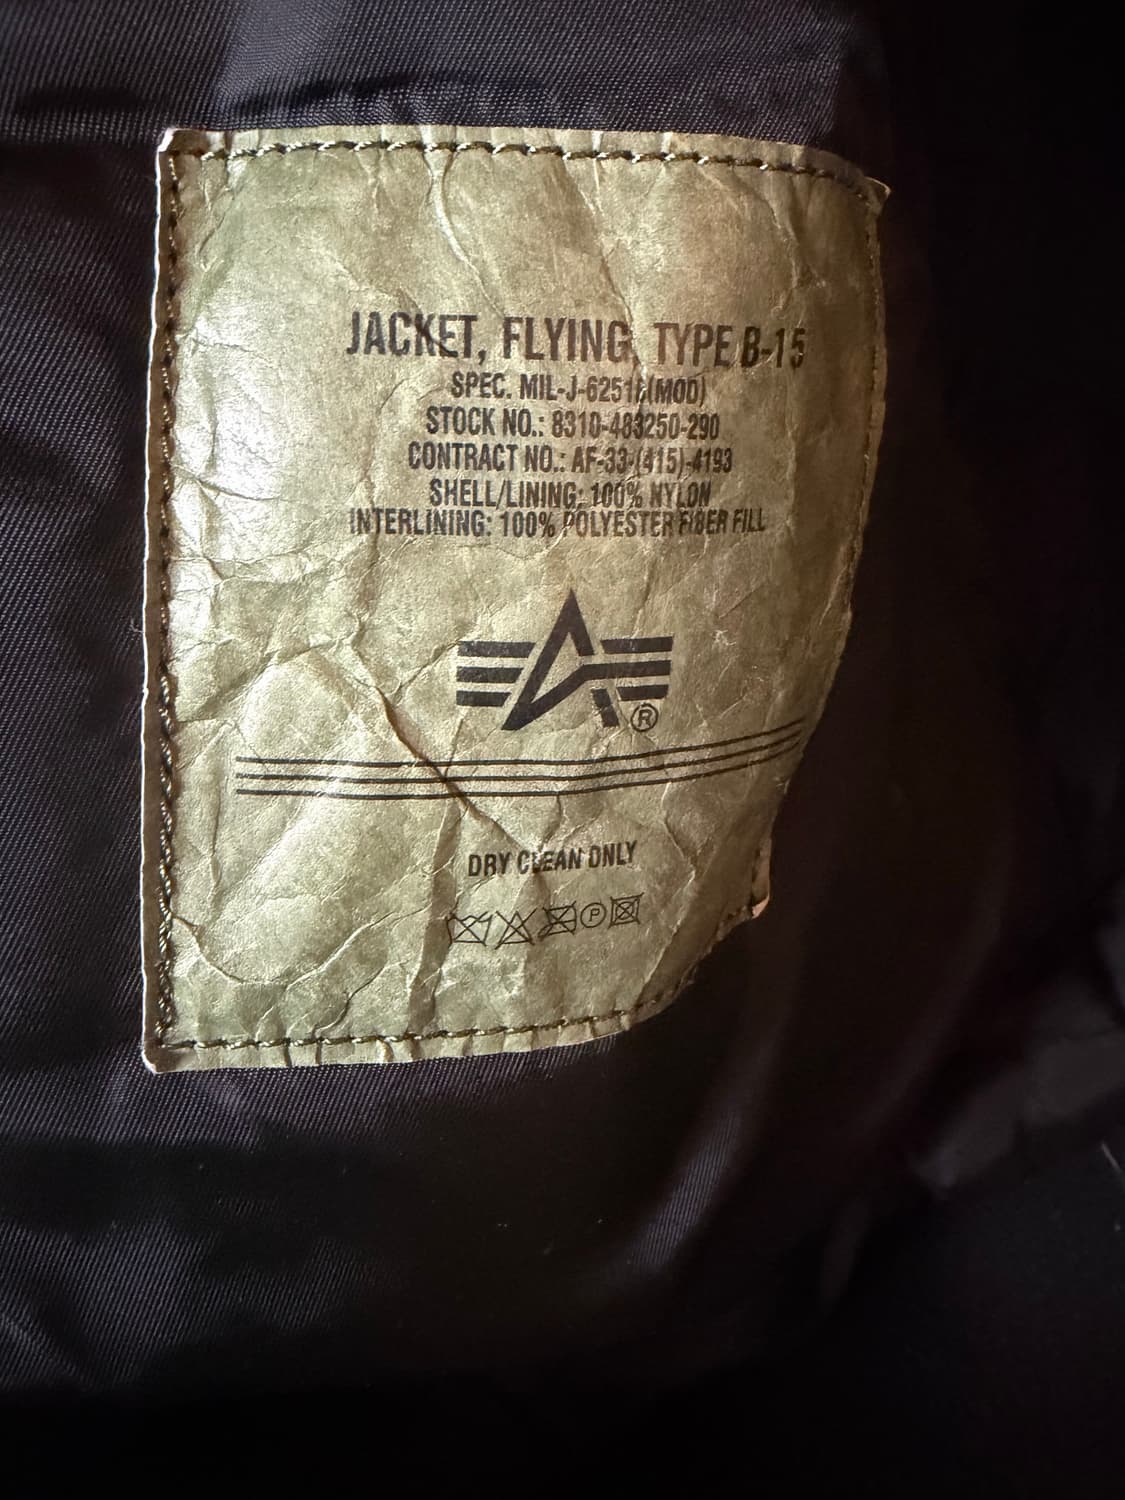 JACKET, FLYING, TYPE B-15
SPEC. MIL-J-62518(MOD)
STOCK NO.: 8310-483250-290
CONTRACT NO.: AF-33-(415)-4193
SHELL/LINING: 100% NYLON
INTERLINING: 100% POLYESTER FIBER FILL
®
DRY CLEAN ONLY
P